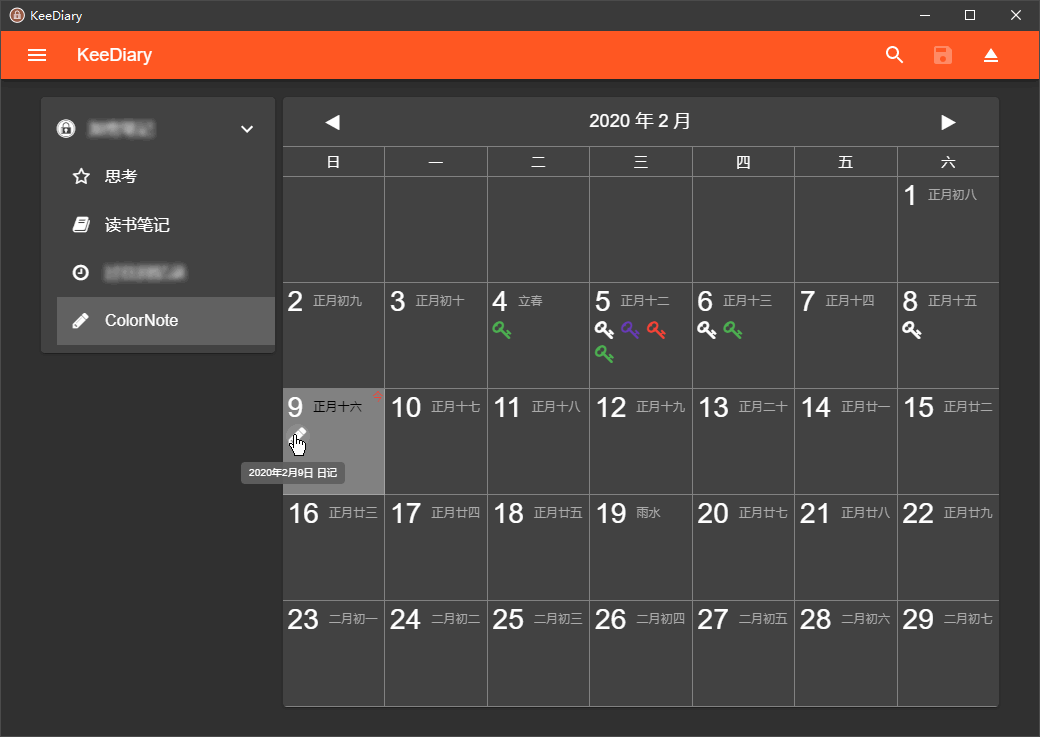 KeeDiary
KeeDiary
思考
读书笔记
ColorNote
2020 年 2 月
日 一 二 三 四 五 六
1 正月初八
2 正月初九 3 正月初十 4 立春 5 正月十二 6 正月十三 7 正月十四 8 正月十五
9 正月十六 10 正月十七 11 正月十八 12 正月十九 13 正月二十 14 正月廿一 15 正月廿二
2020年2月9日 日记
16 正月廿三 17 正月廿四 18 正月廿五 19 雨水 20 正月廿七 21 正月廿八 22 正月廿九
23 二月初一 24 二月初二 25 二月初三 26 二月初四 27 二月初五 28 二月初六 29 二月初七